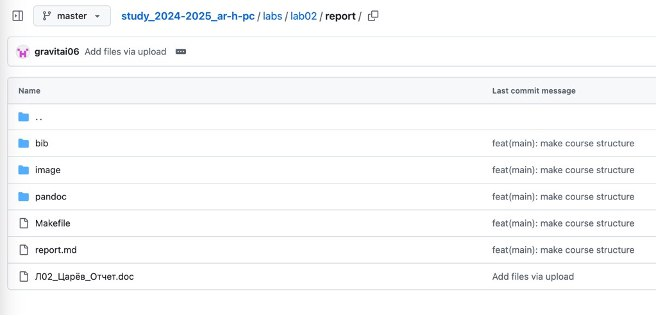 master study_2024-2025_ar-h-pc / labs / lab02 / report /
gravitai06 Add files via upload
Name Last commit message
..
bib feat(main): make course structure
image feat(main): make course structure
pandoc feat(main): make course structure
Makefile feat(main): make course structure
report.md feat(main): make course structure
Л02_Царёв_Отчет.doc Add files via upload